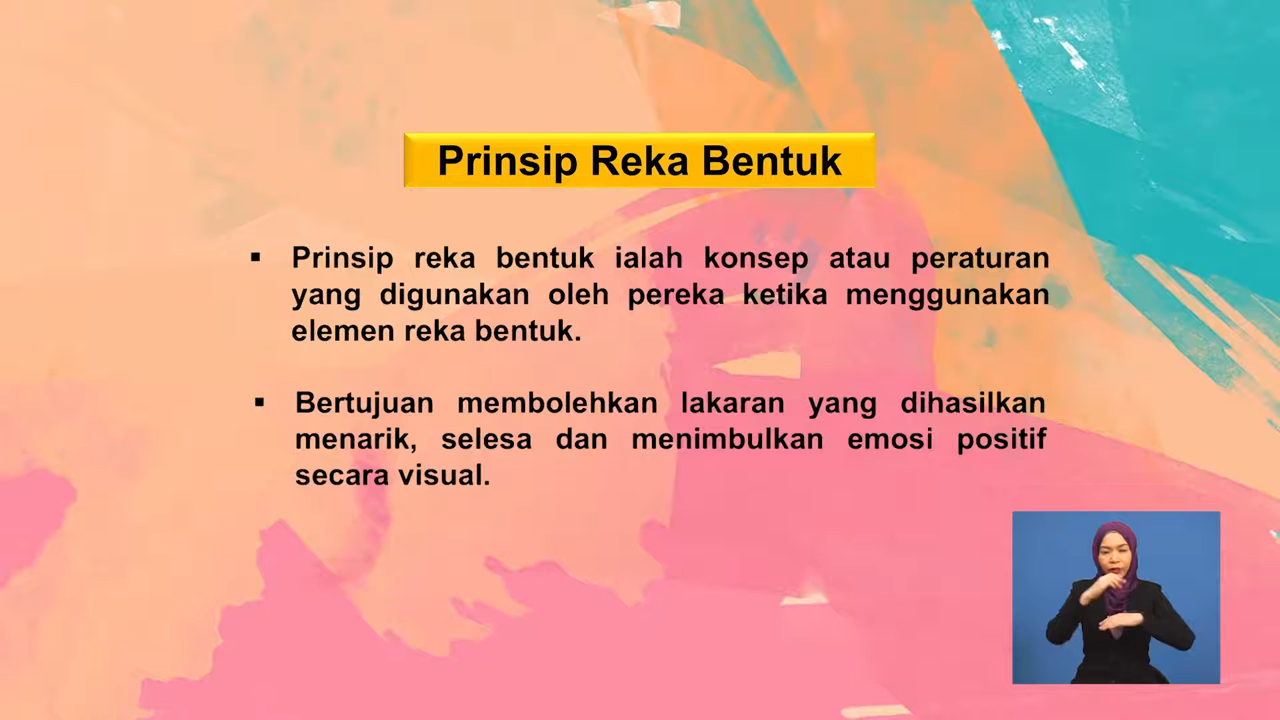 Prinsip Reka Bentuk
▪ Prinsip reka bentuk ialah konsep atau peraturan
yang digunakan oleh pereka ketika menggunakan
elemen reka bentuk.
▪ Bertujuan membolehkan lakaran yang dihasilkan
menarik, selesa dan menimbulkan emosi positif
secara visual.